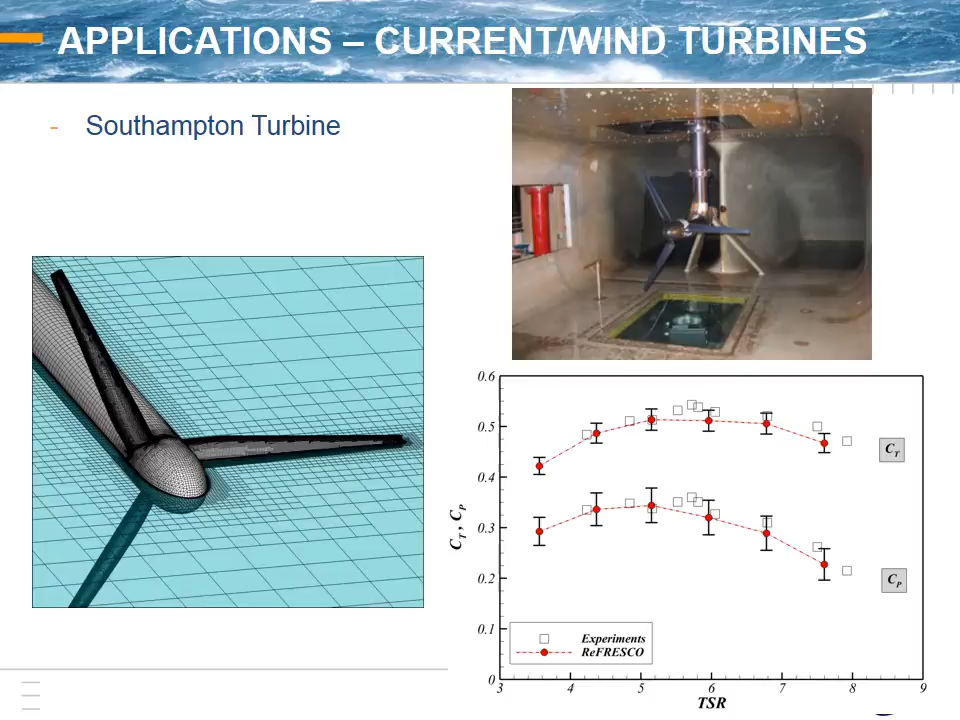 APPLICATIONS – CURRENT/WIND TURBINES
- Southampton Turbine
0.6
0.5
0.4
0.3
0.2
0.1
0
C_T , C_P
C_T
C_P
Experiments
ReFRESCO
3 4 5 6 7 8 9
TSR